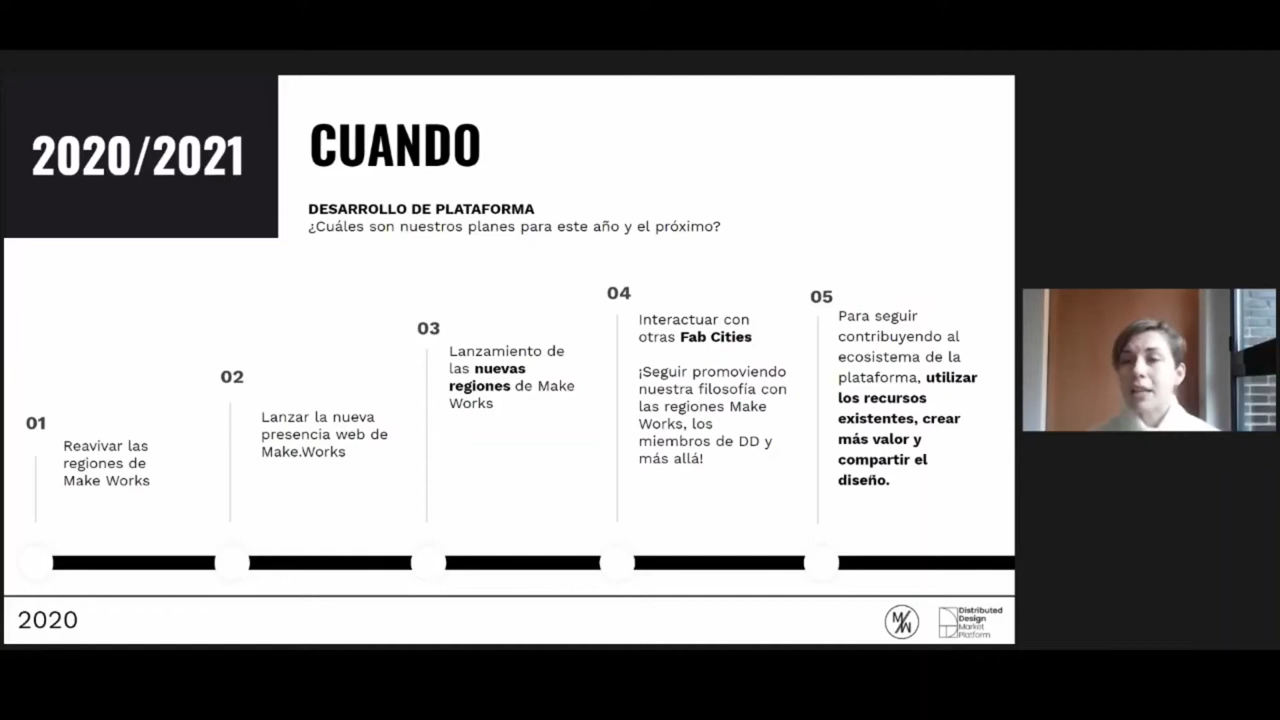 2020/2021
CUANDO
DESARROLLO DE PLATAFORMA
¿Cuáles son nuestros planes para este año y el próximo?
01
Reavivar las
regiones de
Make Works
02
Lanzar la nueva
presencia web de
Make.Works
03
Lanzamiento de
las nuevas
regiones de Make
Works
04
Interactuar con
otras Fab Cities
¡Seguir promoviendo
nuestra filosofía con
las regiones Make
Works, los
miembros de DD y
más allá!
05
Para seguir
contribuyendo al
ecosistema de la
plataforma, utilizar
los recursos
existentes, crear
más valor y
compartir el
diseño.
2020
M/W
Distributed
Design
Market
Platform